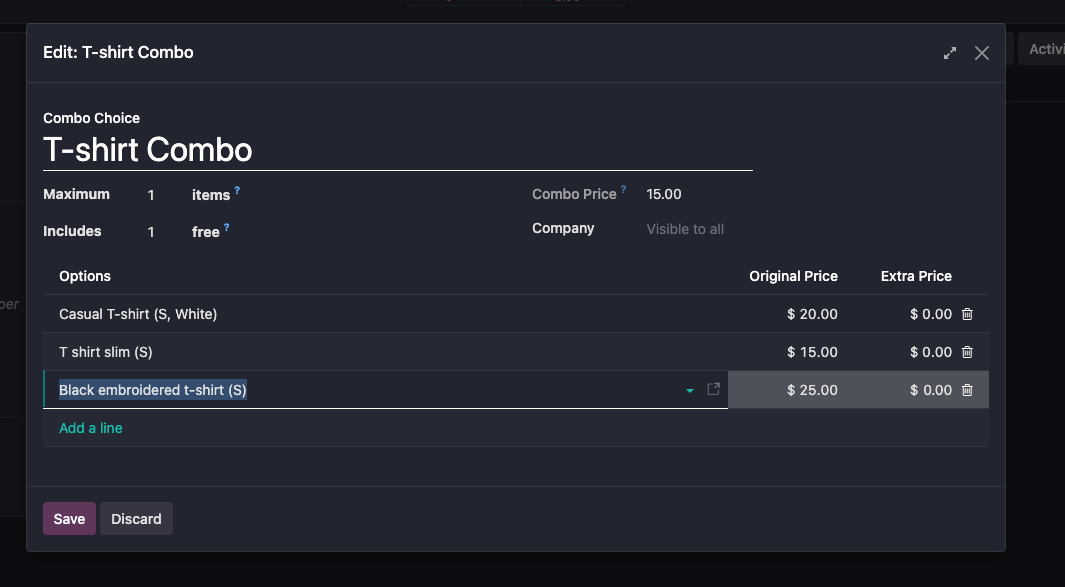 Edit: T-shirt Combo
Activi
Combo Choice
T-shirt Combo
Maximum 1 items ? Combo Price ? 15.00
Includes 1 free ? Company Visible to all
Options Original Price Extra Price
per
Casual T-shirt (S, White) $ 20.00 $ 0.00
T shirt slim (S) $ 15.00 $ 0.00
Black embroidered t-shirt (S) $ 25.00 $ 0.00
Add a line
Save Discard